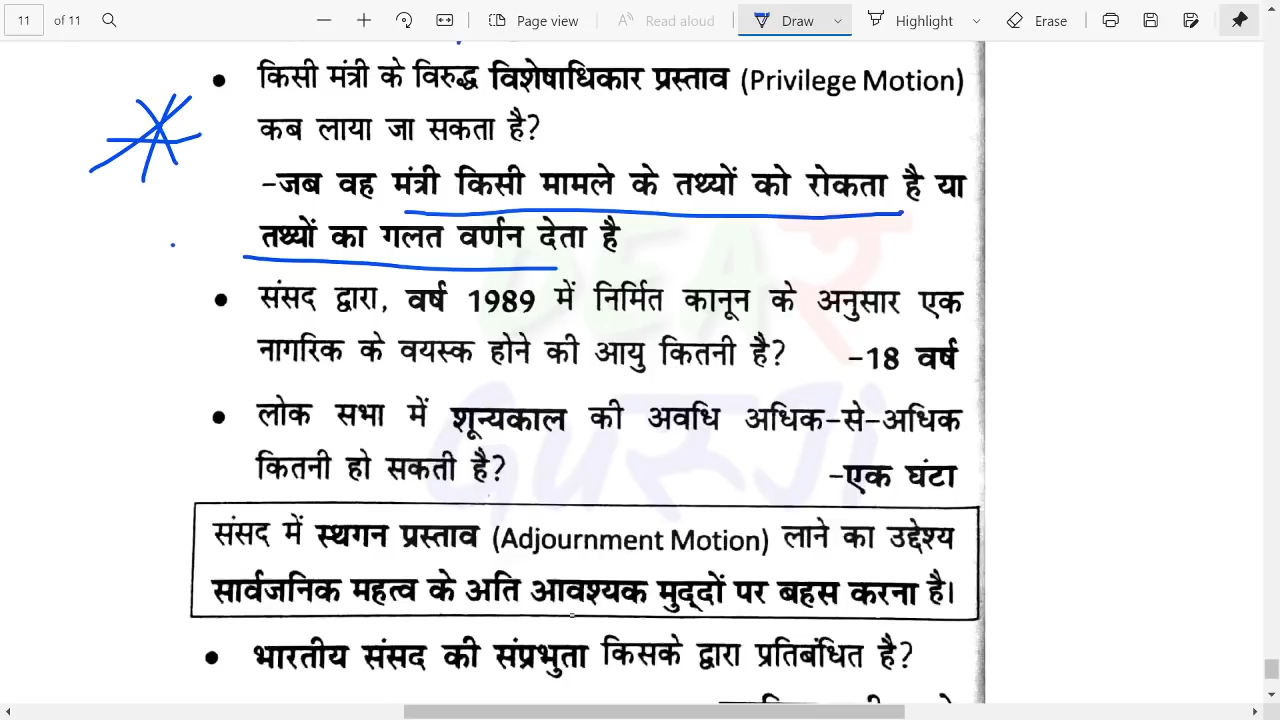 11 of 11 Page view Read aloud Draw Highlight Erase
• किसी मंत्री के विरुद्ध विशेषाधिकार प्रस्ताव (Privilege Motion)
कब लाया जा सकता है?
-जब वह मंत्री किसी मामले के तथ्यों को रोकता है या
तथ्यों का गलत वर्णन देता है
• संसद द्वारा, वर्ष 1989 में निर्मित कानून के अनुसार एक
नागरिक के वयस्क होने की आयु कितनी है? -18 वर्ष
• लोक सभा में शून्यकाल की अवधि अधिक-से-अधिक
कितनी हो सकती है? -एक घंटा
संसद में स्थगन प्रस्ताव (Adjournment Motion) लाने का उद्देश्य
सार्वजनिक महत्व के अति आवश्यक मुद्दों पर बहस करना है।
• भारतीय संसद की संप्रभुता किसके द्वारा प्रतिबंधित है?